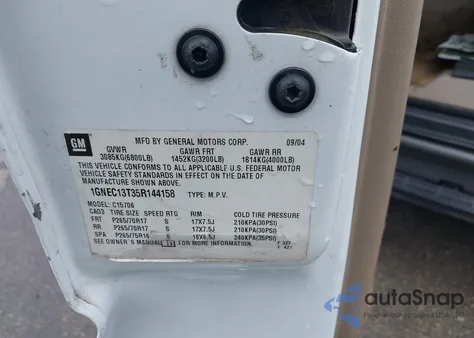 GM
MFD BY GENERAL MOTORS CORP. 09/04
GVWR GAWR FRT GAWR RR
3085KG(6800LB) 1452KG(3200LB) 1814KG(4000LB)
THIS VEHICLE CONFORMS TO ALL APPLICABLE U.S. FEDERAL MOTOR
VEHICLE SAFETY STANDARDS IN EFFECT ON THE DATE OF
MANUFACTURE SHOWN ABOVE.
1GNEC13T35R144158 TYPE: M.P.V.
MODEL: C15706
CAG3 TIRE SIZE SPEED RTG RIM COLD TIRE PRESSURE
FRT P265/70R17 S 17X7.5J 210KPA(30PSI)
RR P265/70R17 S 17X7.5J 210KPA(30PSI)
SPA P265/75R16 S 16X6.5J 240KPA(35PSI)
SEE OWNER'S MANUAL FOR MORE INFORMATION.
autoSnap